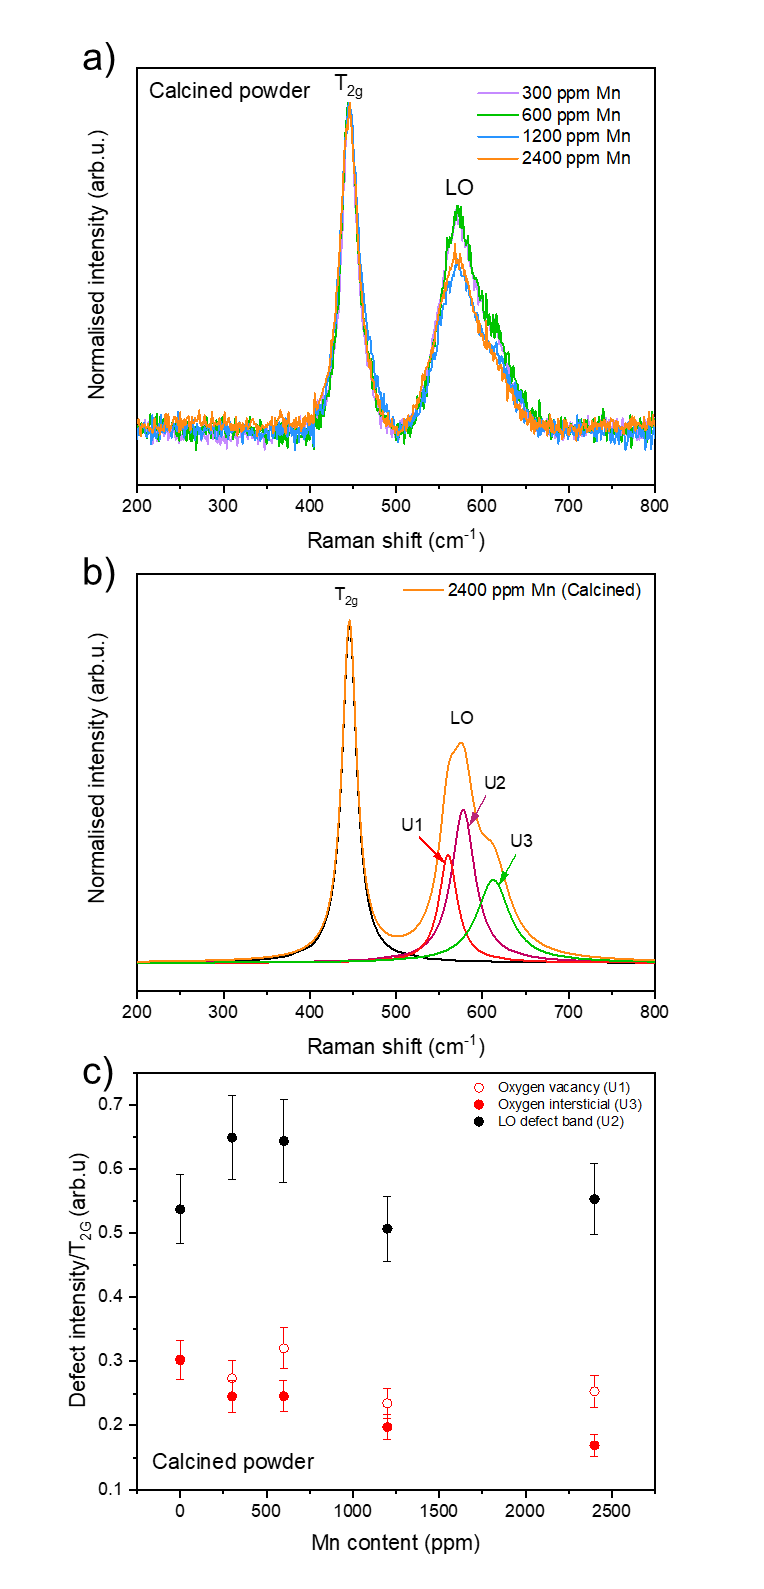 a)
Calcined powder
T2g
300 ppm Mn
600 ppm Mn
1200 ppm Mn
2400 ppm Mn
LO
Normalised intensity (arb.u.)
200 300 400 500 600 700 800
Raman shift (cm-1)
b)
T2g
2400 ppm Mn (Calcined)
LO
U2
U1
U3
Normalised intensity (arb.u.)
200 300 400 500 600 700 800
Raman shift (cm-1)
c)
Oxygen vacancy (U1)
Oxygen intersticial (U3)
LO defect band (U2)
0.7
0.6
0.5
0.4
0.3
0.2
0.1
Defect intensity/T2G (arb.u)
Calcined powder
0 500 1000 1500 2000 2500
Mn content (ppm)